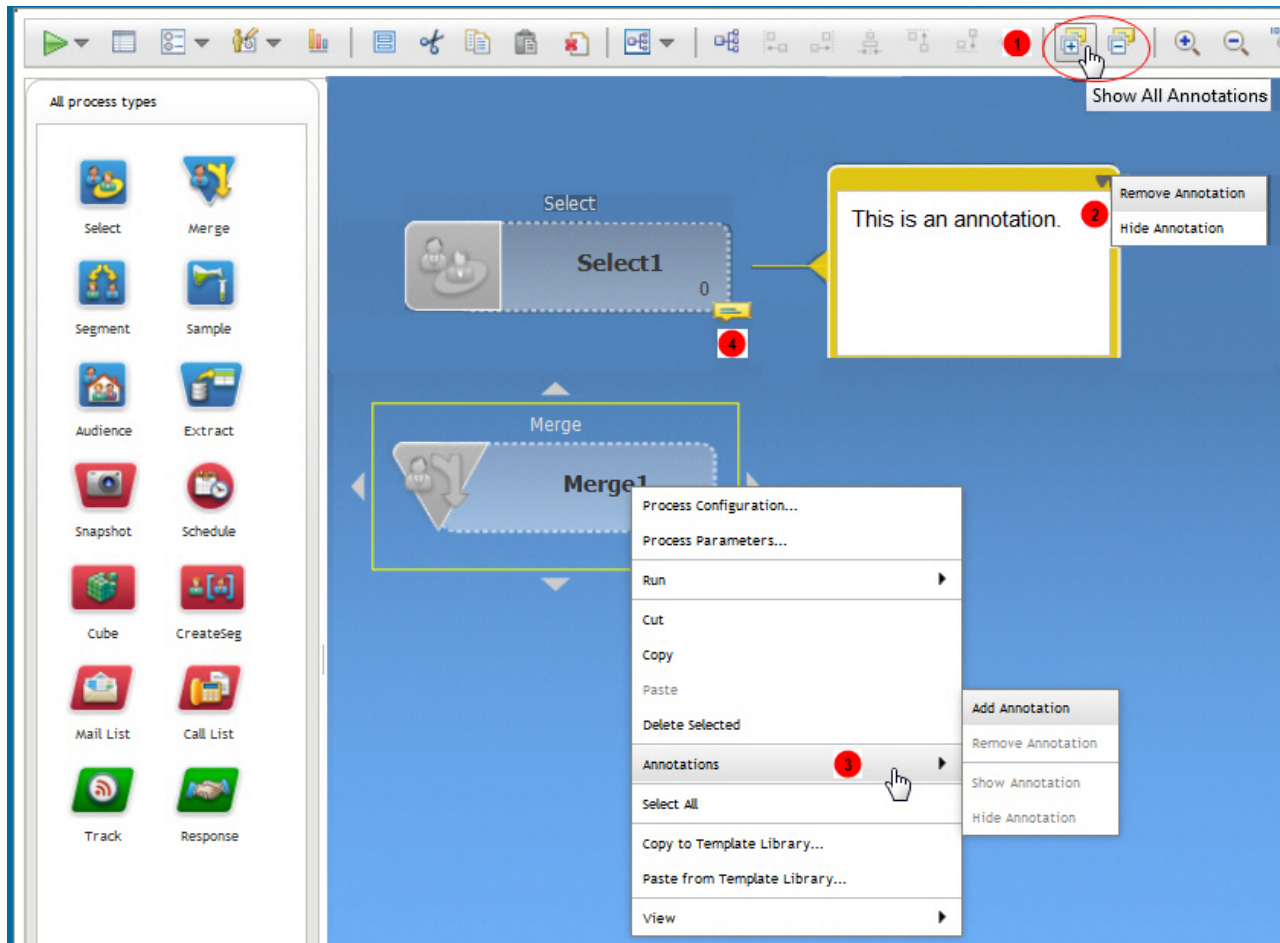 1
Show All Annotations
All process types
Select
Merge
Segment
Sample
Audience
Extract
Snapshot
Schedule
Cube
CreateSeg
Mail List
Call List
Track
Response
Select
Select1
0
4
This is an annotation.
2
Remove Annotation
Hide Annotation
Merge
Merge1
Process Configuration...
Process Parameters...
Run
Cut
Copy
Paste
Delete Selected
Annotations
3
Select All
Copy to Template Library...
Paste from Template Library...
View
Add Annotation
Remove Annotation
Show Annotation
Hide Annotation